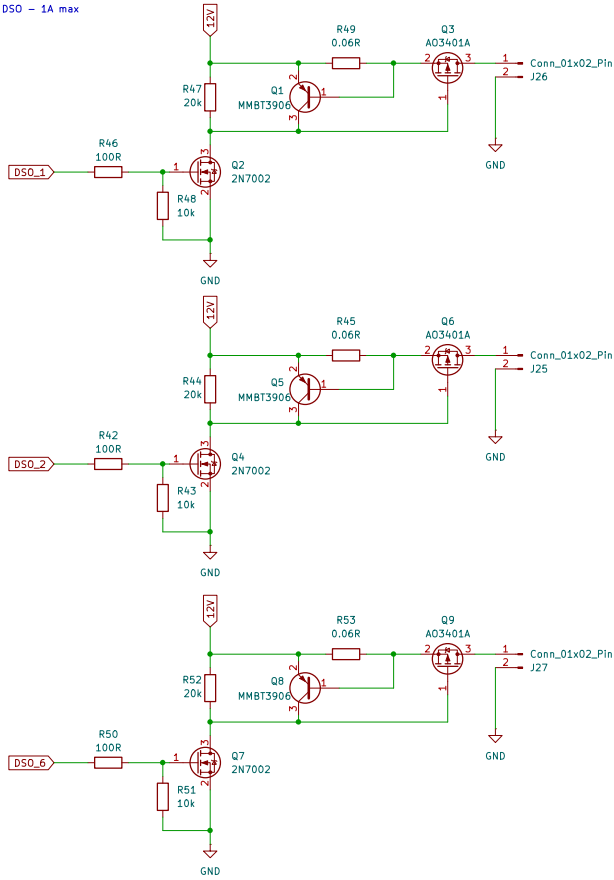 DSO - 1A max
12V
R49
0.06R
Q3
AO3401A
2
3
1
Conn_01x02_Pin
2
J26
1
R47
20k
Q1
MMBT3906
2
1
3
GND
R46
100R
DSO_1
1
3
2
Q2
2N7002
R48
10k
GND
12V
R45
0.06R
Q6
AO3401A
2
3
1
Conn_01x02_Pin
2
J25
1
R44
20k
Q5
MMBT3906
2
1
3
GND
R42
100R
DSO_2
1
3
2
Q4
2N7002
R43
10k
GND
12V
R53
0.06R
Q9
AO3401A
2
3
1
Conn_01x02_Pin
2
J27
1
R52
20k
Q8
MMBT3906
2
1
3
GND
R50
100R
DSO_6
1
3
2
Q7
2N7002
R51
10k
GND